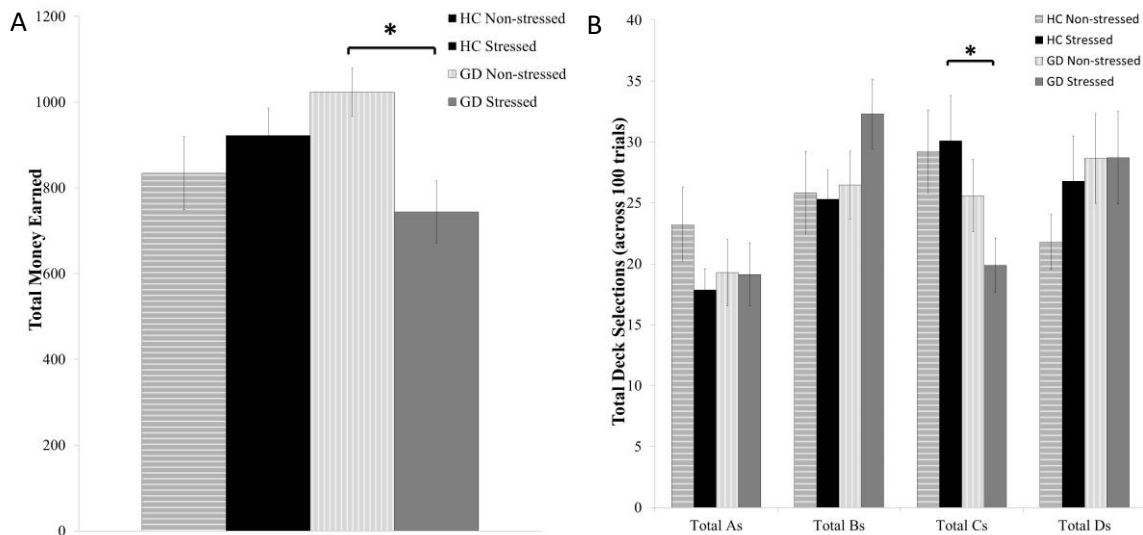 A
Total Money Earned
1200
1000
800
600
400
200
0
*
HC Non-stressed
HC Stressed
GD Non-stressed
GD Stressed
B
Total Deck Selections (across 100 trials)
40
35
30
25
20
15
10
5
0
*
HC Non-stressed
HC Stressed
GD Non-stressed
GD Stressed
Total As
Total Bs
Total Cs
Total Ds